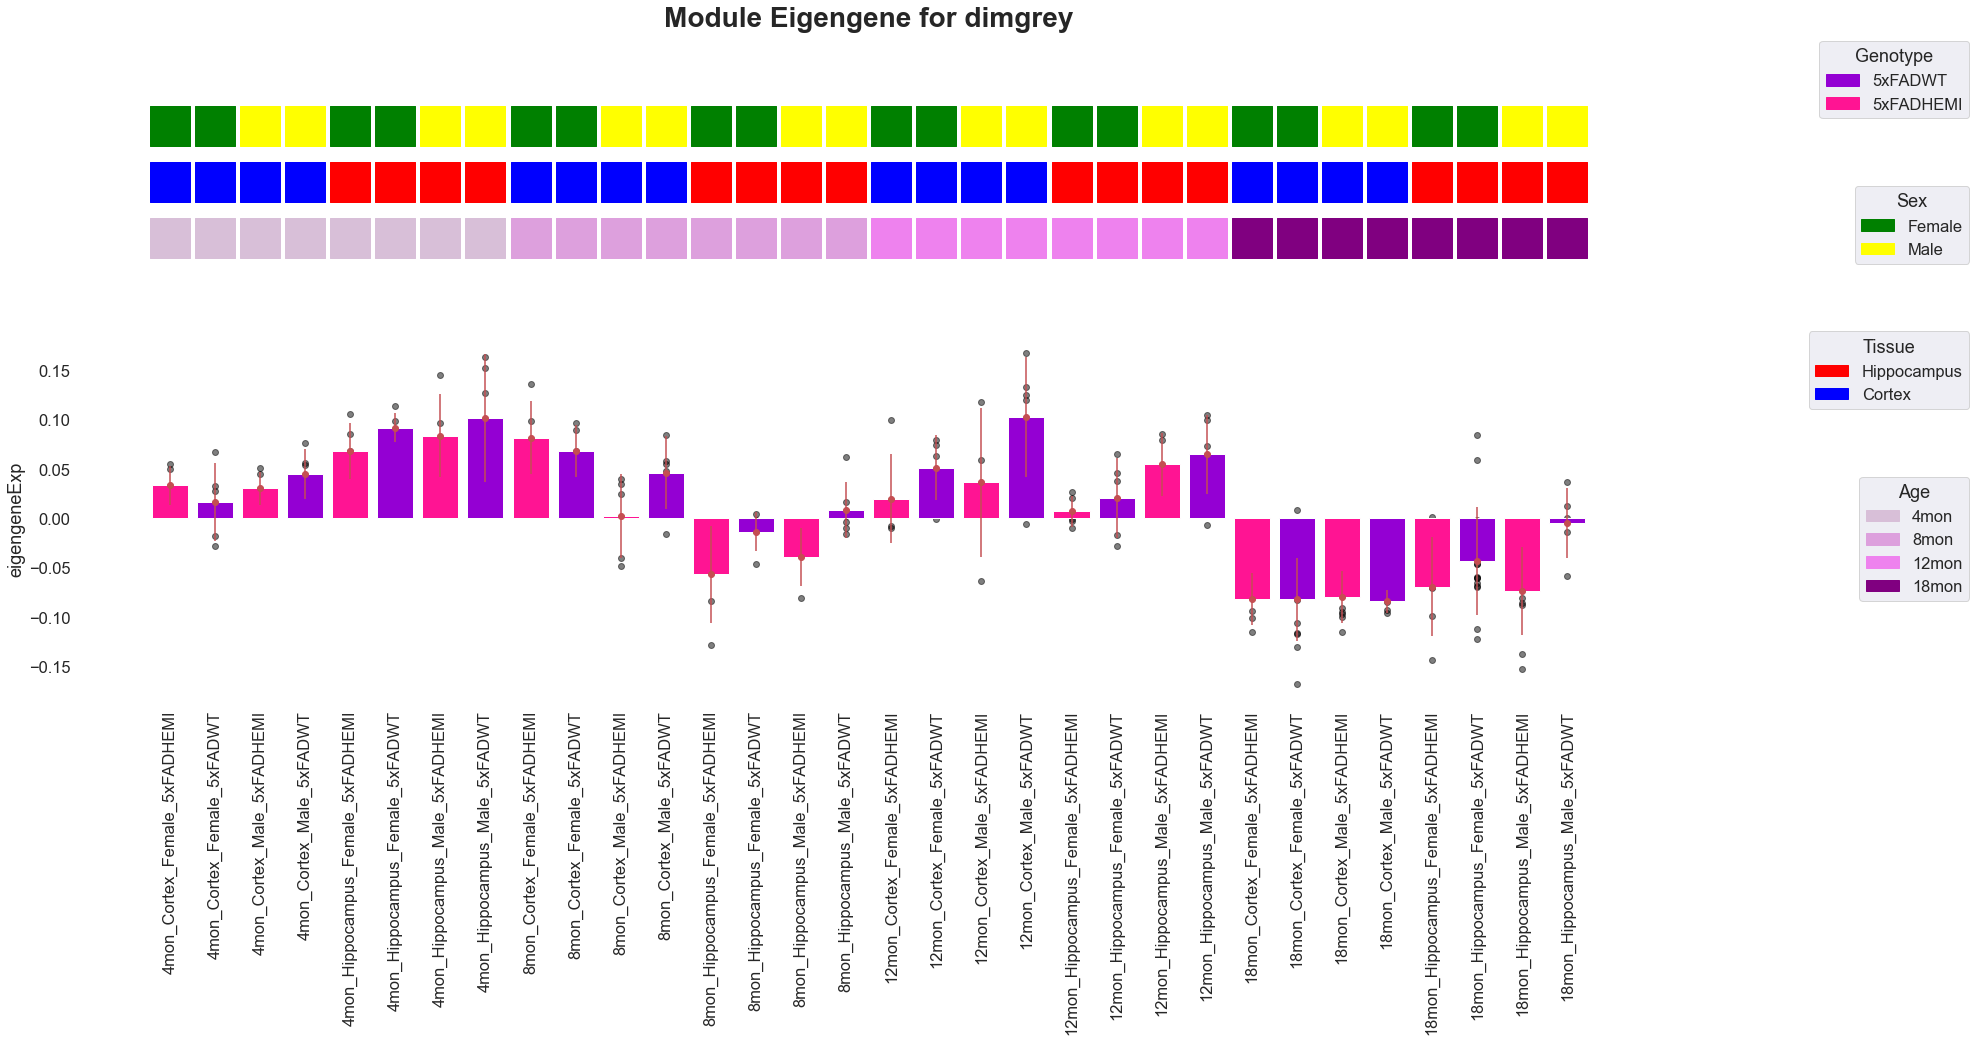 Module Eigengene for dimgrey
Genotype
5xFADWT
5xFADHEMI
Sex
Female
Male
Tissue
Hippocampus
Cortex
Age
4mon
8mon
12mon
18mon
eigengeneExp
0.15
0.10
0.05
0.00
−0.05
−0.10
−0.15
4mon_Cortex_Female_5xFADHEMI
4mon_Cortex_Female_5xFADWT
4mon_Cortex_Male_5xFADHEMI
4mon_Cortex_Male_5xFADWT
4mon_Hippocampus_Female_5xFADHEMI
4mon_Hippocampus_Female_5xFADWT
4mon_Hippocampus_Male_5xFADHEMI
4mon_Hippocampus_Male_5xFADWT
8mon_Cortex_Female_5xFADHEMI
8mon_Cortex_Female_5xFADWT
8mon_Cortex_Male_5xFADHEMI
8mon_Cortex_Male_5xFADWT
8mon_Hippocampus_Female_5xFADHEMI
8mon_Hippocampus_Female_5xFADWT
8mon_Hippocampus_Male_5xFADHEMI
8mon_Hippocampus_Male_5xFADWT
12mon_Cortex_Female_5xFADHEMI
12mon_Cortex_Female_5xFADWT
12mon_Cortex_Male_5xFADHEMI
12mon_Cortex_Male_5xFADWT
12mon_Hippocampus_Female_5xFADHEMI
12mon_Hippocampus_Female_5xFADWT
12mon_Hippocampus_Male_5xFADHEMI
12mon_Hippocampus_Male_5xFADWT
18mon_Cortex_Female_5xFADHEMI
18mon_Cortex_Female_5xFADWT
18mon_Cortex_Male_5xFADHEMI
18mon_Cortex_Male_5xFADWT
18mon_Hippocampus_Female_5xFADHEMI
18mon_Hippocampus_Female_5xFADWT
18mon_Hippocampus_Male_5xFADHEMI
18mon_Hippocampus_Male_5xFADWT